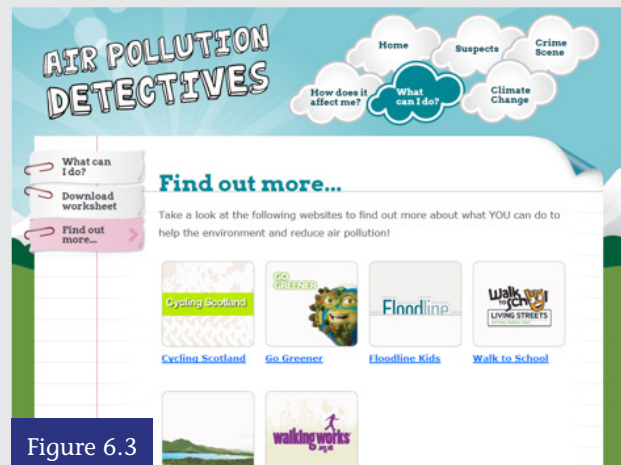 AIR POLLUTION
DETECTIVES
Home
Suspects
Crime
Scene
How does it
affect me?
What
can I do?
Climate
Change
What can
I do?
Download
worksheet
Find out
more...
Find out more...
Take a look at the following websites to find out more about what YOU can do to
help the environment and reduce air pollution!
Cycling Scotland
GO
GREENER
Floodline
Walk
to School
LIVING STREETS
Cycling Scotland
Go Greener
Floodline Kids
Walk to School
walkingworks
.org.uk
Figure 6.3